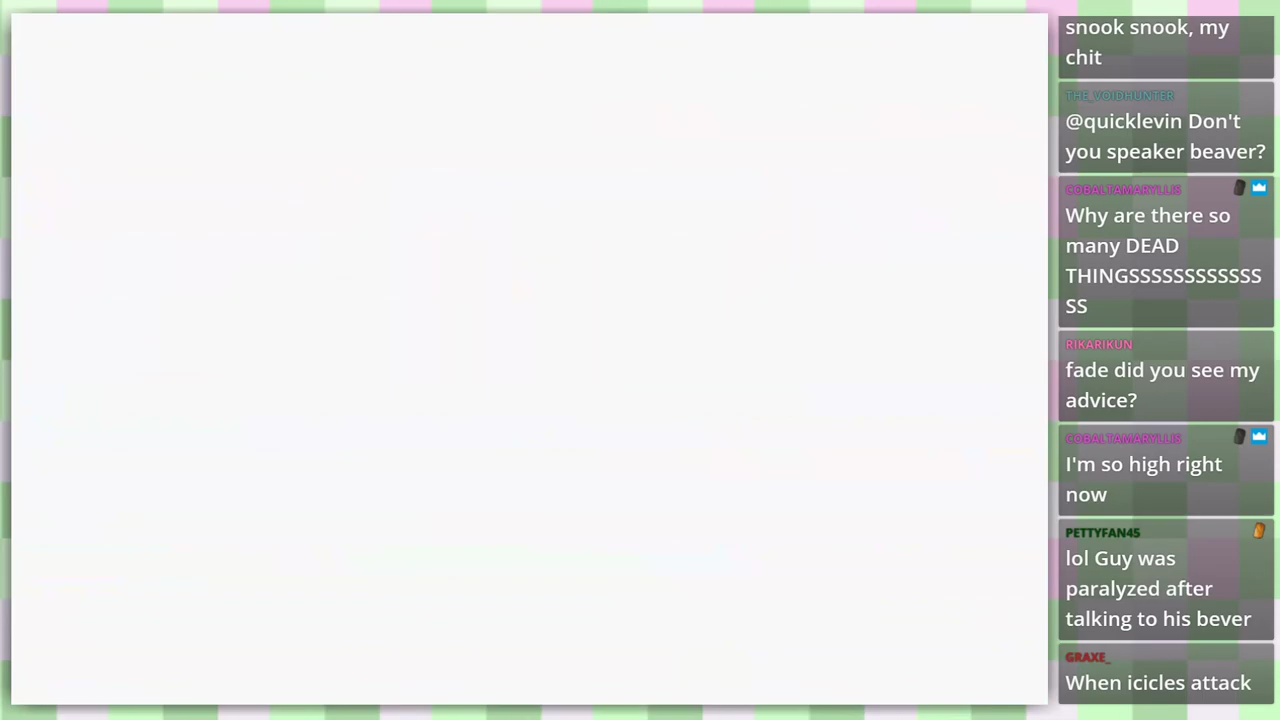 snook snook, my
chit
THE_VOIDHUNTER
@quicklevin Don't
you speaker beaver?
COBALTAMARYLLIS
Why are there so
many DEAD
THINGSSSSSSSSSSSS
SS
RIKARIKUN
fade did you see my
advice?
COBALTAMARYLLIS
I'm so high right
now
PETTYFAN45
lol Guy was
paralyzed after
talking to his bever
GRAXE_
When icicles attack